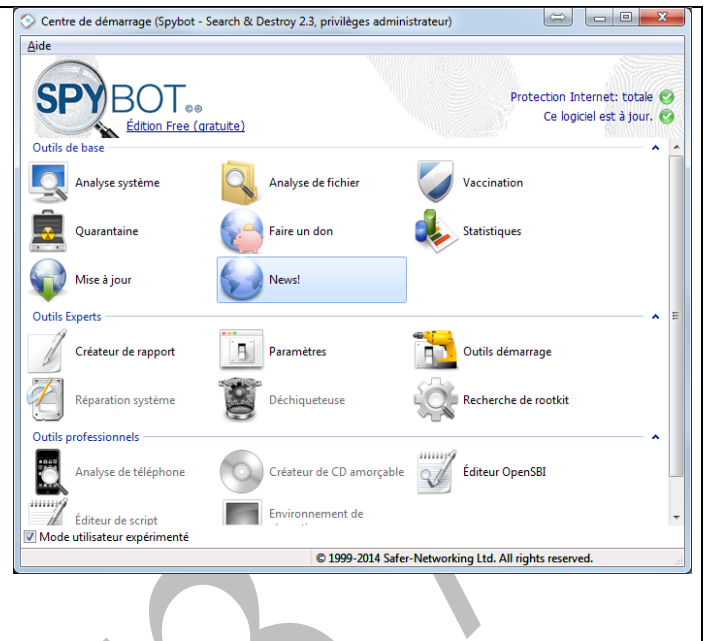 Centre de démarrage (Spybot - Search & Destroy 2.3, privilèges administrateur)
Aide
SPYBOT
Édition Free (gratuite)
Protection Internet: totale
Ce logiciel est à jour.
Outils de base
Analyse système
Analyse de fichier
Vaccination
Quarantaine
Faire un don
Statistiques
Mise à jour
News!
Outils Experts
Créateur de rapport
Paramètres
Outils démarrage
Réparation système
Déchiqueteuse
Recherche de rootkit
Outils professionnels
Analyse de téléphone
Créateur de CD amorçable
Éditeur OpenSBI
Éditeur de script
Environnement de
Mode utilisateur expérimenté
© 1999-2014 Safer-Networking Ltd. All rights reserved.